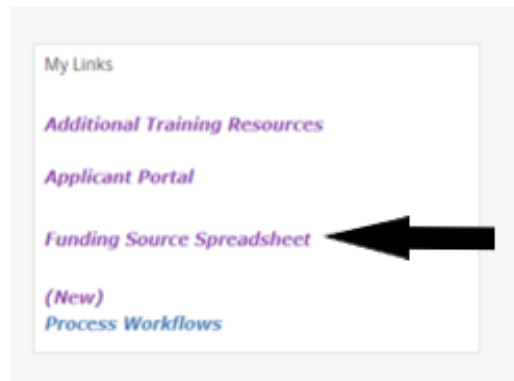 My Links
Additional Training Resources
Applicant Portal
Funding Source Spreadsheet
(New)
Process Workflows